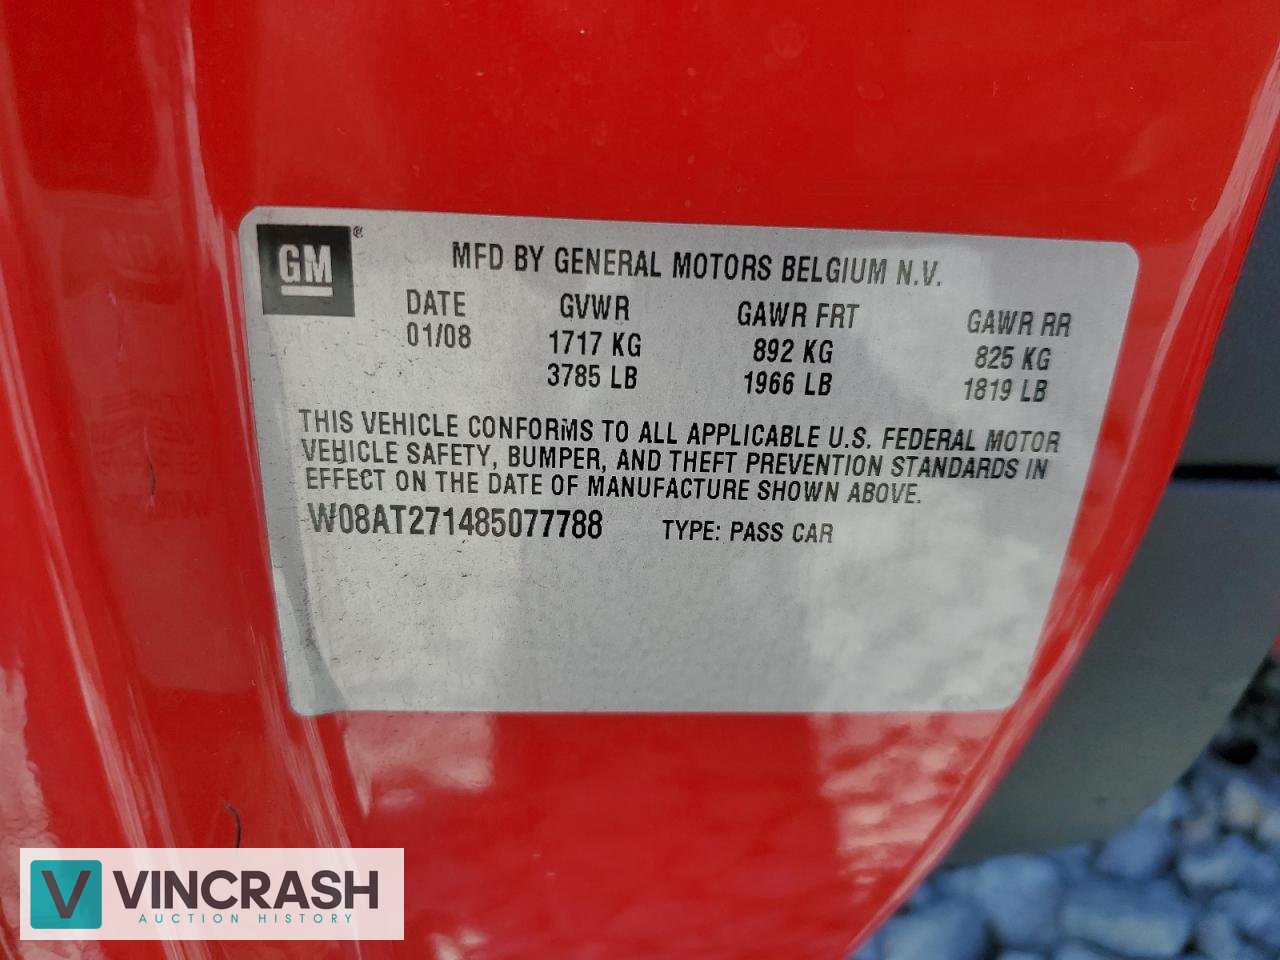 GM®
MFD BY GENERAL MOTORS BELGIUM N.V.
DATE GVWR GAWR FRT GAWR RR
01/08 1717 KG 892 KG 825 KG
3785 LB 1966 LB 1819 LB
THIS VEHICLE CONFORMS TO ALL APPLICABLE U.S. FEDERAL MOTOR
VEHICLE SAFETY, BUMPER, AND THEFT PREVENTION STANDARDS IN
EFFECT ON THE DATE OF MANUFACTURE SHOWN ABOVE.
W08AT271485077788 TYPE: PASS CAR
V VINCRASH
AUCTION HISTORY